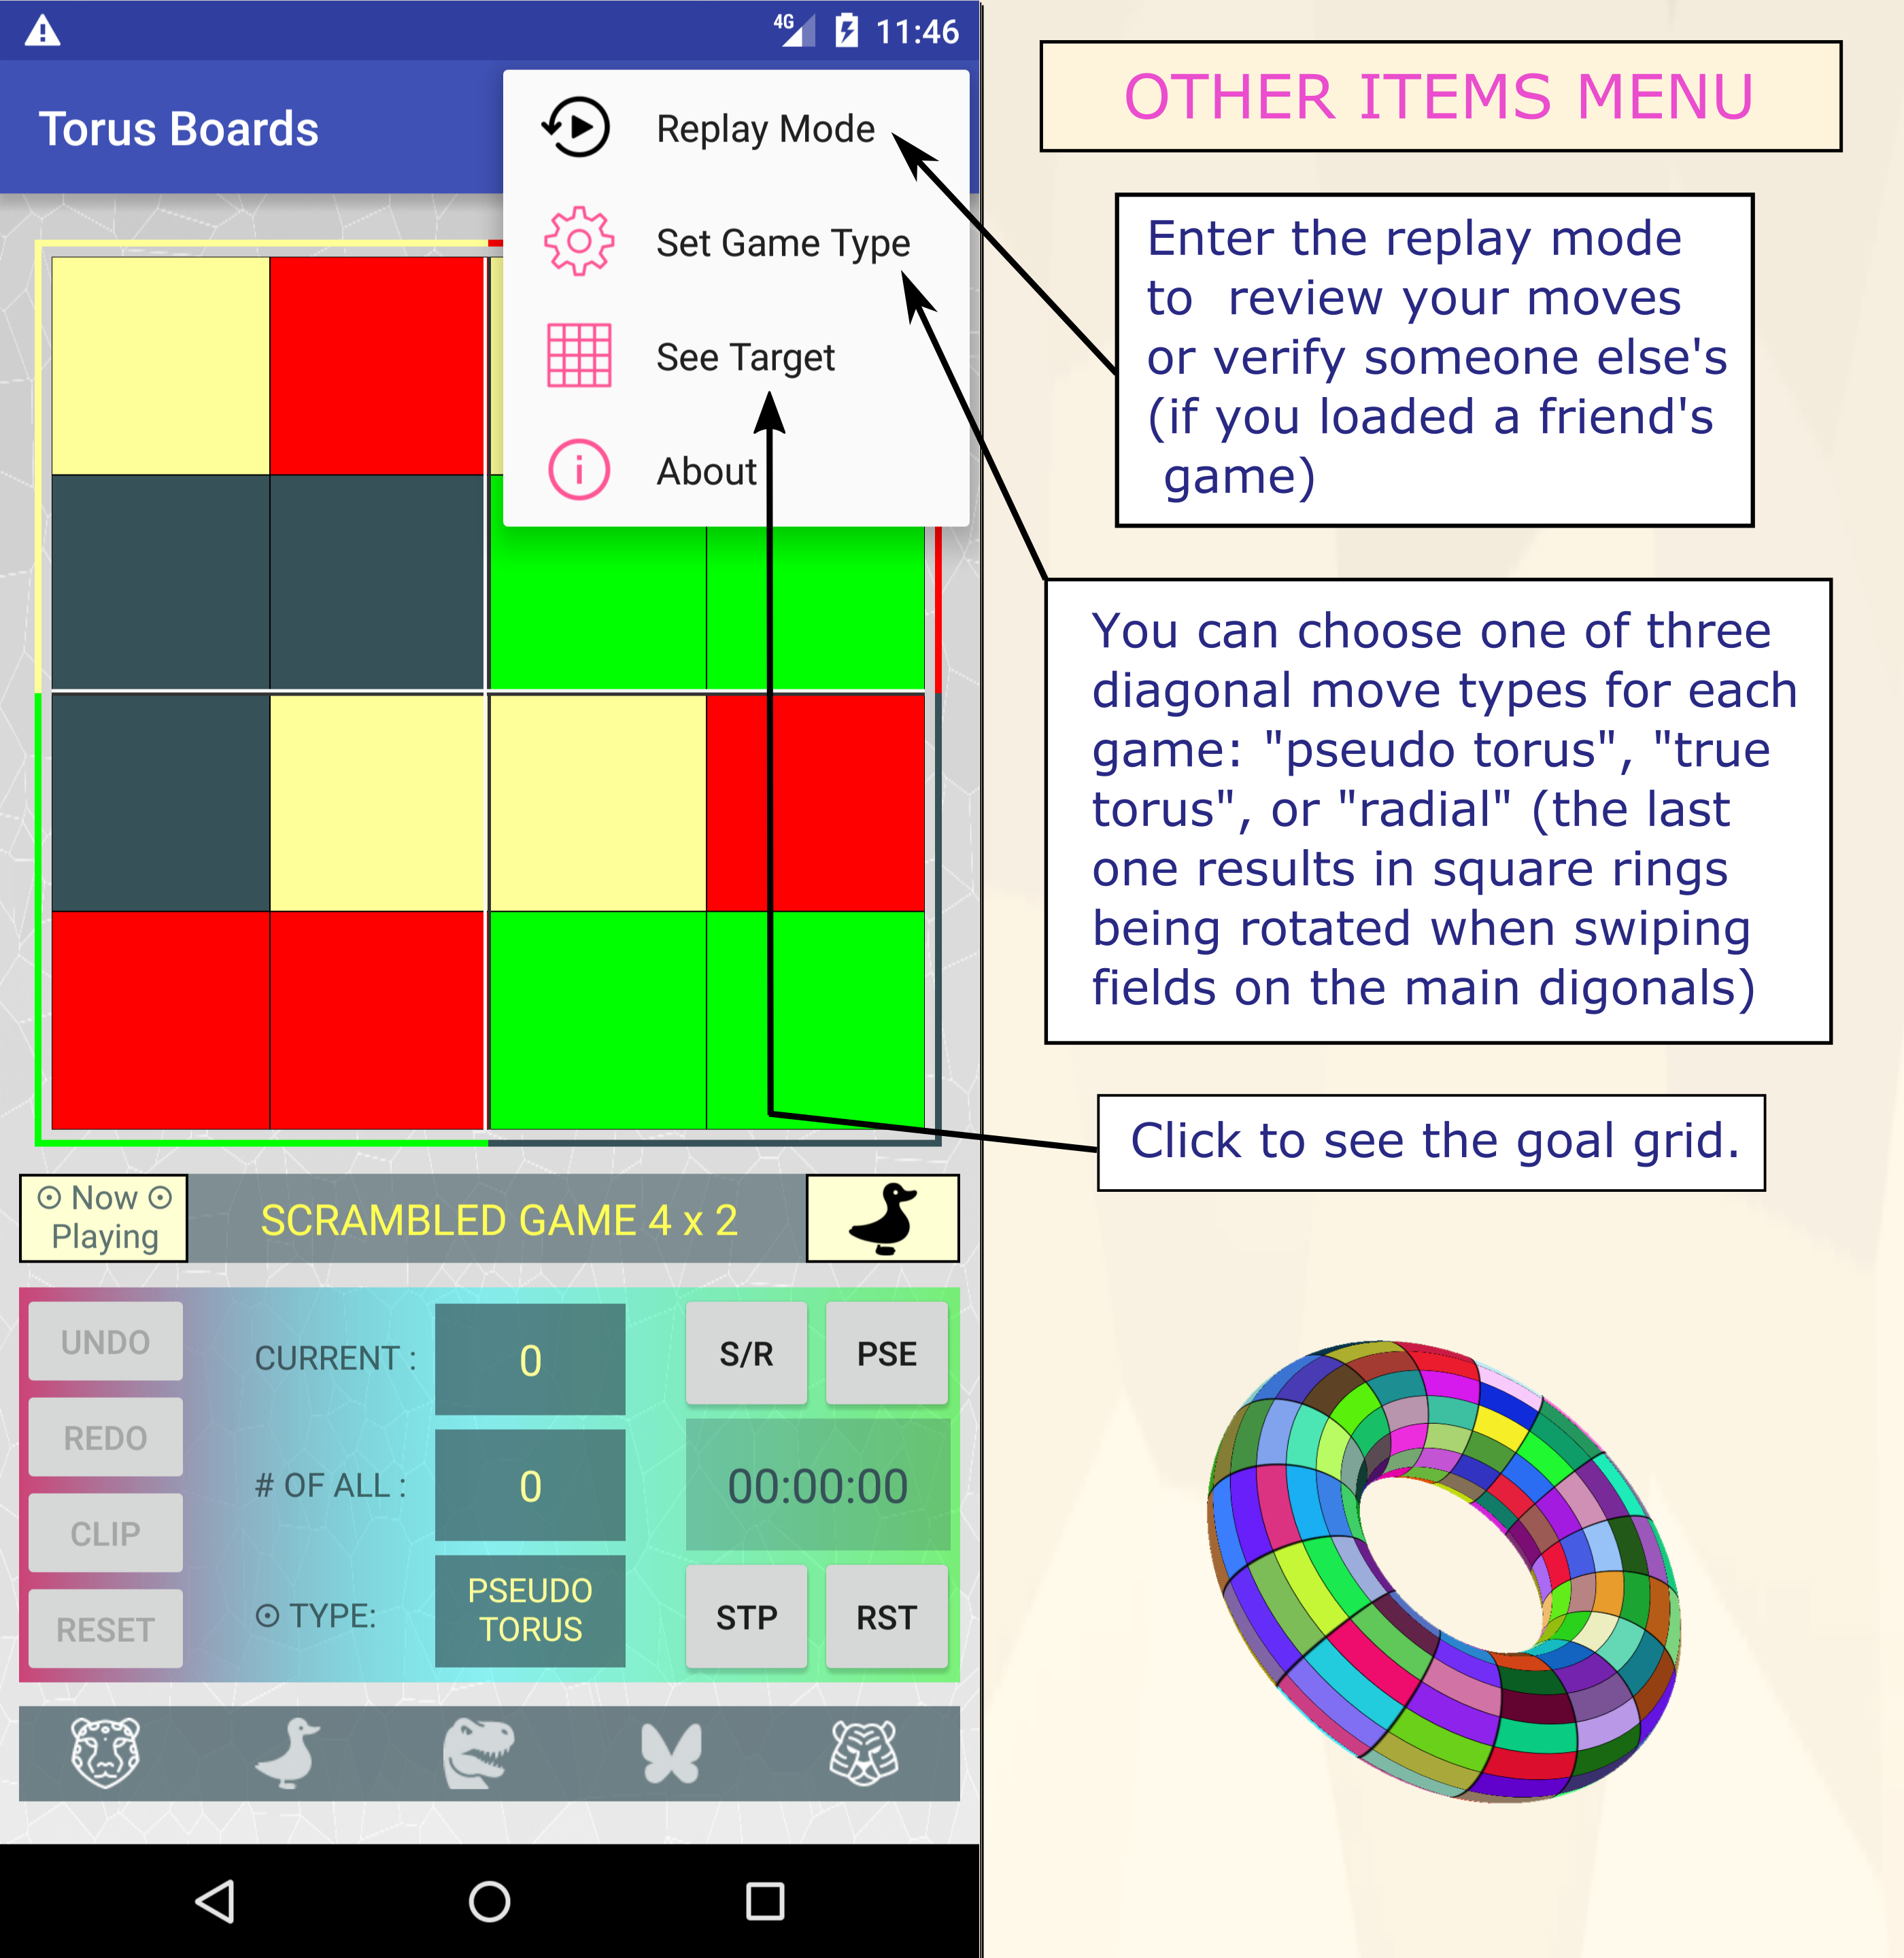 4G 11:46
Torus Boards
Replay Mode
Set Game Type
See Target
About
SCRAMBLED GAME 4 x 2
Now
Playing
UNDO
REDO
CLIP
RESET
CURRENT :
0
# OF ALL :
0
TYPE:
PSEUDO
TORUS
S/R
PSE
00:00:00
STP
RST
OTHER ITEMS MENU
Enter the replay mode
to review your moves
or verify someone else's
(if you loaded a friend's
game)
You can choose one of three
diagonal move types for each
game: "pseudo torus", "true
torus", or "radial" (the last
one results in square rings
being rotated when swiping
fields on the main digonals)
Click to see the goal grid.